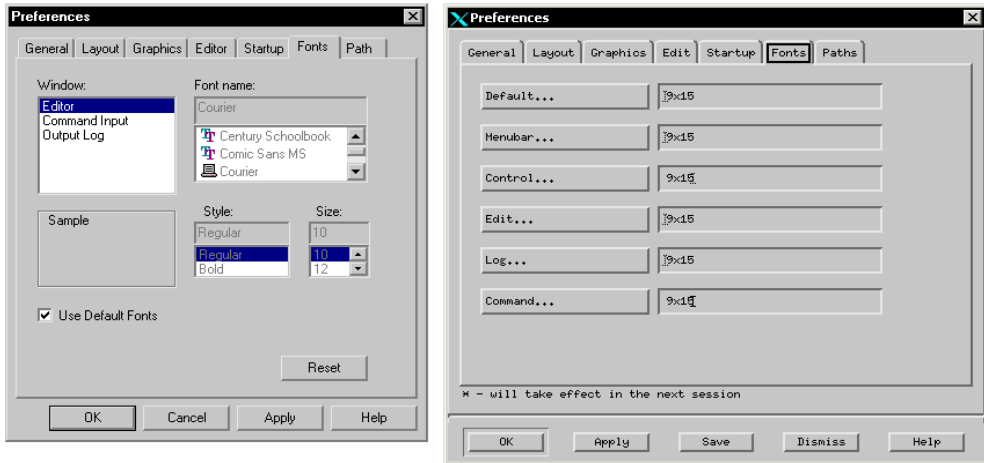 Preferences
General Layout Graphics Editor Startup Fonts Path
Window:
Editor
Command Input
Output Log
Font name:
Courier
Century Schoolbook
Comic Sans MS
Courier
Sample
Style:
Regular
Regular
Bold
Size:
10
10
12
Use Default Fonts
Reset
OK Cancel Apply Help
Preferences
General Layout Graphics Edit Startup Fonts Paths
Default... 9x15
Menubar... 9x15
Control... 9x15
Edit... 9x15
Log... 9x15
Command... 9x15
* - will take effect in the next session
OK Apply Save Dismiss Help